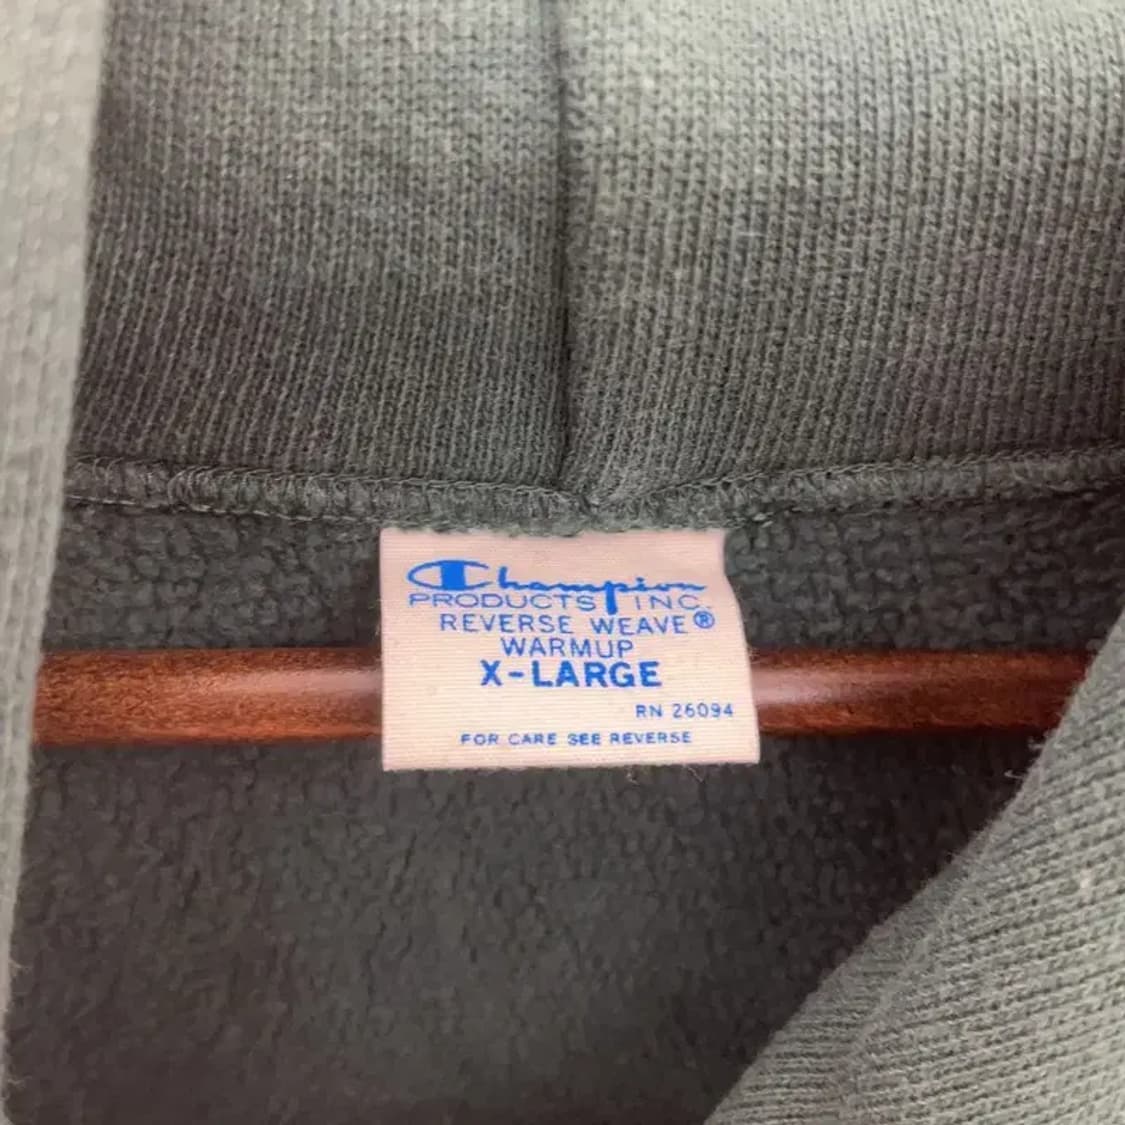 Champion
PRODUCTS INC.
REVERSE WEAVE®
WARMUP
X-LARGE
RN 26094
FOR CARE SEE REVERSE